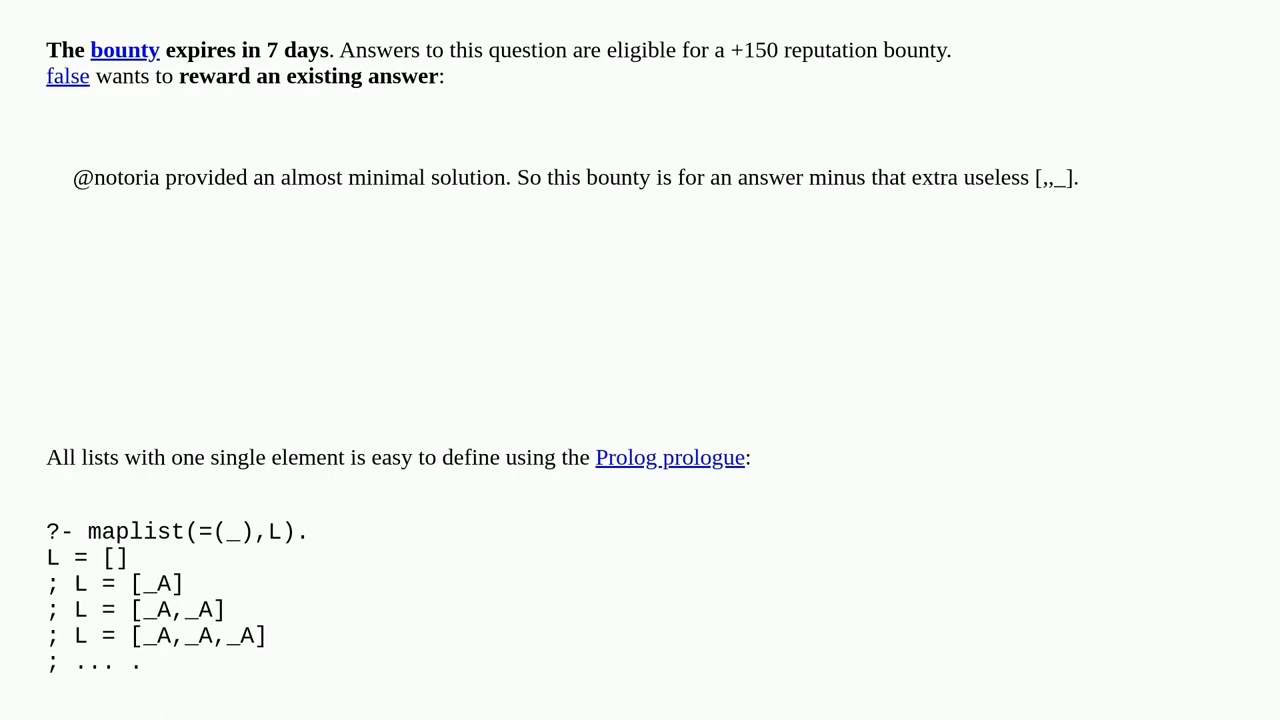 The bounty expires in 7 days. Answers to this question are eligible for a +150 reputation bounty.
false wants to reward an existing answer:
@notoria provided an almost minimal solution. So this bounty is for an answer minus that extra useless [,,_].
All lists with one single element is easy to define using the Prolog prologue:
?- maplist(=(_),L).
L = []
; L = [_A]
; L = [_A,_A]
; L = [_A,_A,_A]
; ... .